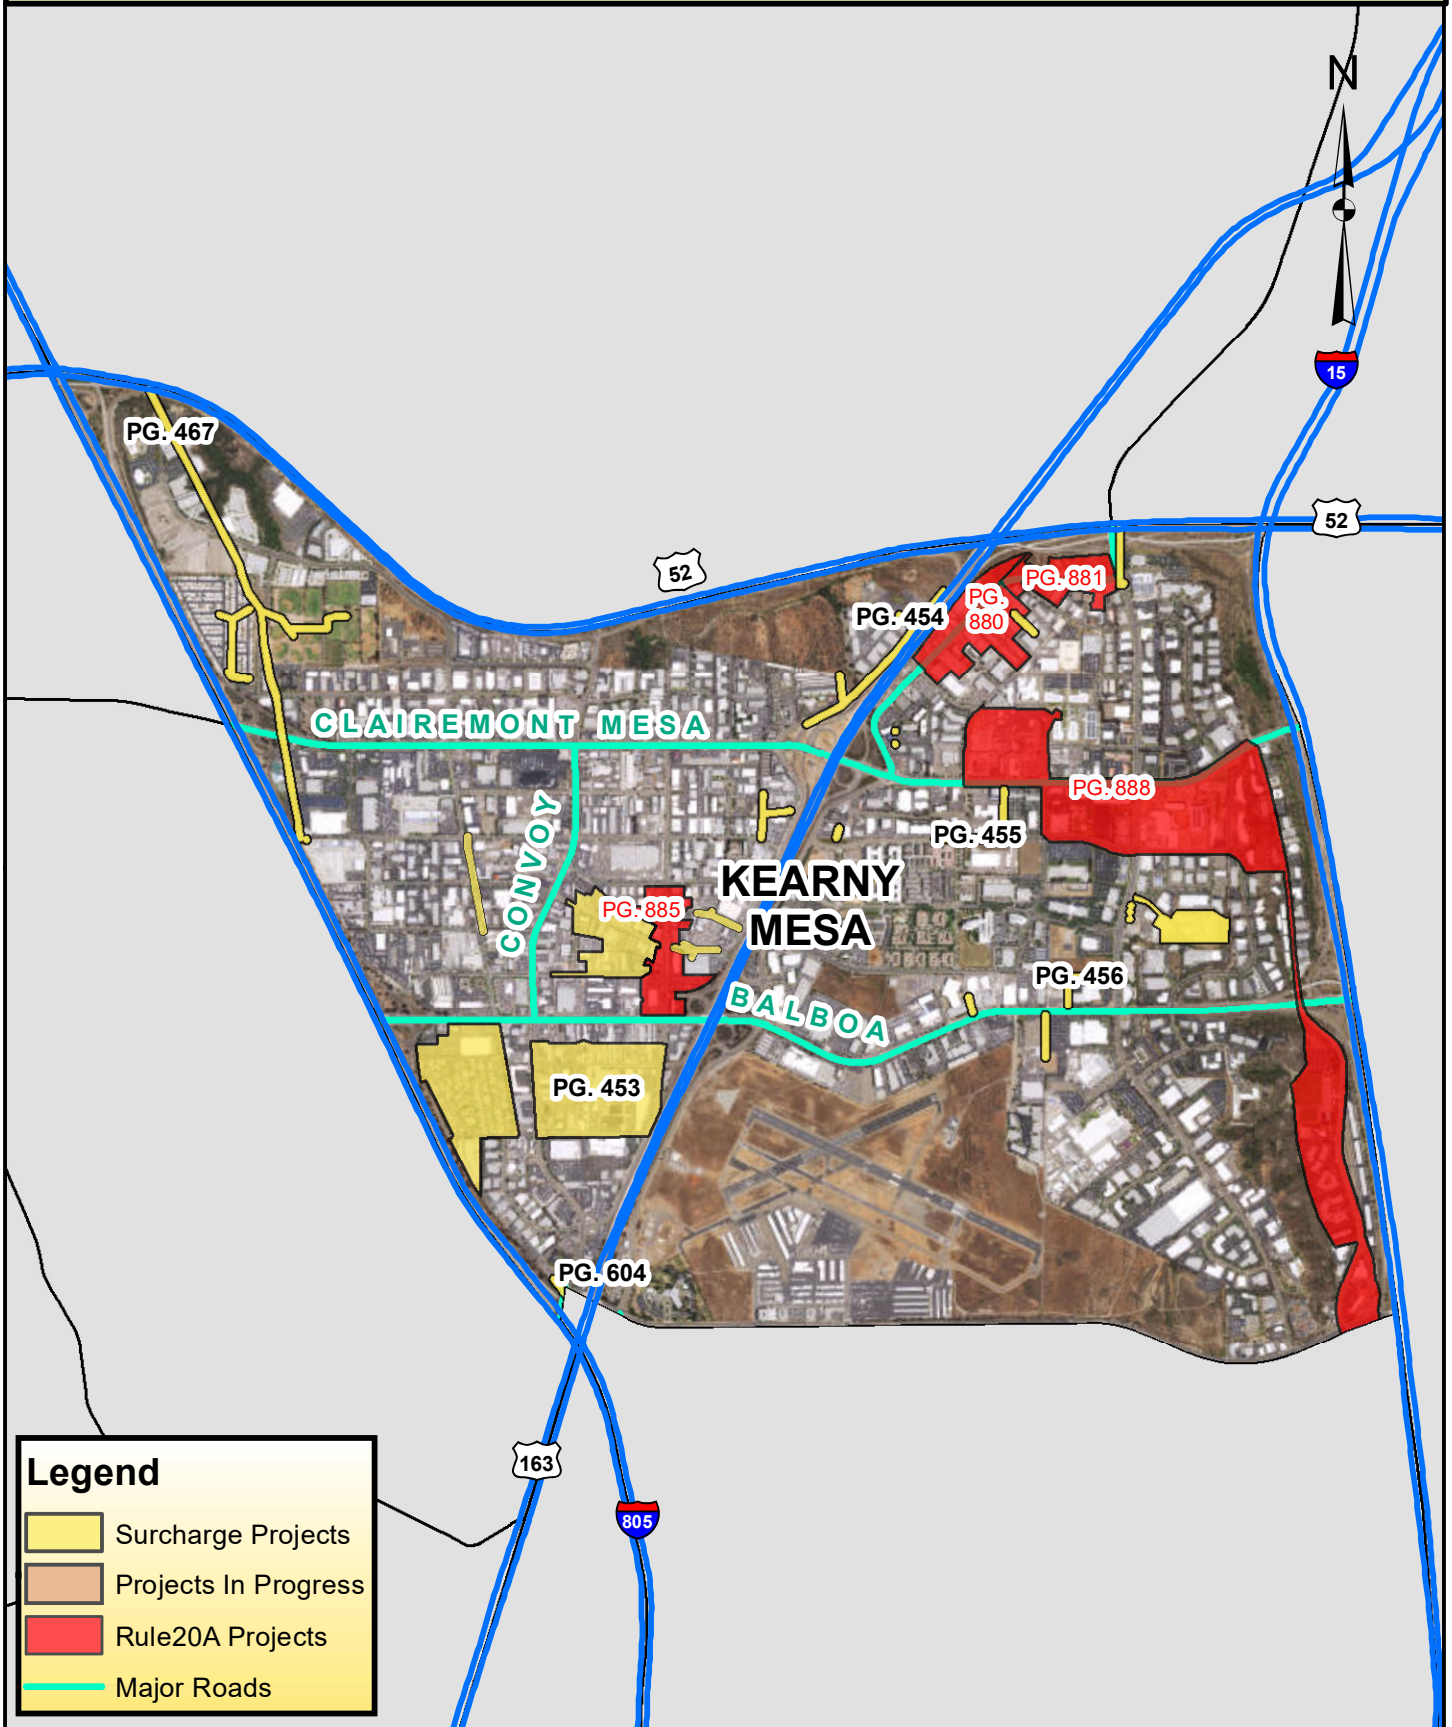 N
15
52
PG. 467
52
PG. 881
PG.
880
PG. 454
CLAIREMONT MESA
PG. 888
CONVOY
PG. 455
KEARNY
MESA
PG. 885
PG. 456
BALBOA
PG. 453
PG. 604
163
805
Legend
Surcharge Projects
Projects In Progress
Rule20A Projects
Major Roads